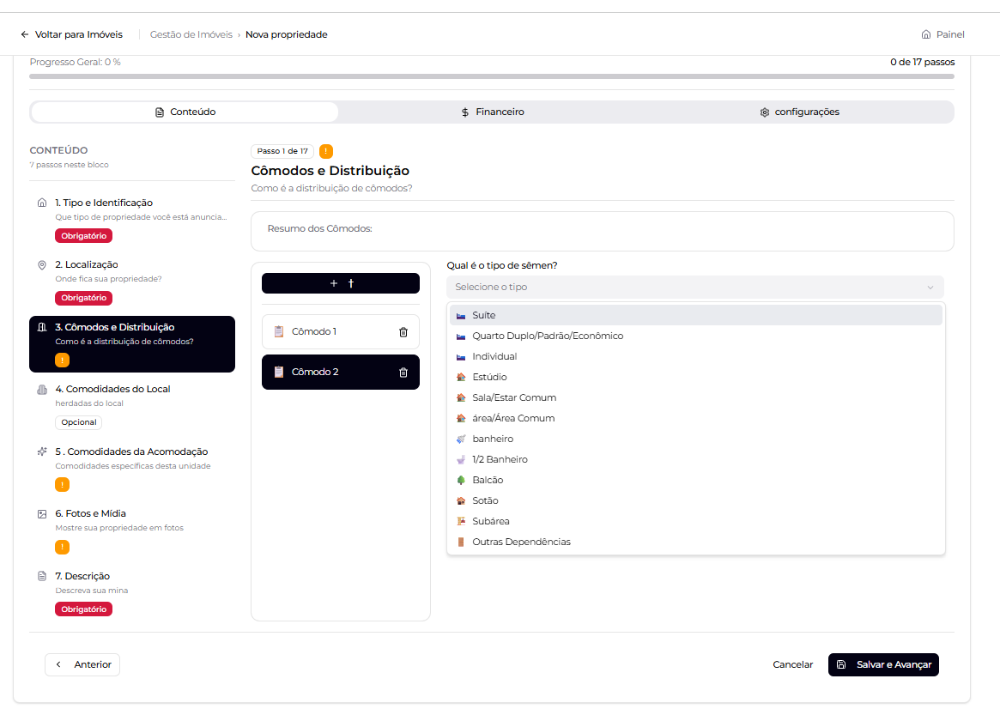 Voltar para Imóveis
Gestão de Imóveis › Nova propriedade
Painel
Progresso Geral: 0 %
0 de 17 passos
Conteúdo
Financeiro
configurações
CONTEÚDO
7 passos neste bloco
1. Tipo e Identificação
Que tipo de propriedade você está anuncia...
Obrigatório
2. Localização
Onde fica sua propriedade?
Obrigatório
3. Cômodos e Distribuição
Como é a distribuição de cômodos?
!
4. Comodidades do Local
herdadas do local
Opcional
5 . Comodidades da Acomodação
Comodidades específicas desta unidade
!
6. Fotos e Mídia
Mostre sua propriedade em fotos
!
7. Descrição
Descreva sua mina
Obrigatório
Passo 1 de 17 !
Cômodos e Distribuição
Como é a distribuição de cômodos?
Resumo dos Cômodos:
+ †
Cômodo 1
Cômodo 2
Qual é o tipo de sêmen?
Selecione o tipo
Suíte
Quarto Duplo/Padrão/Econômico
Individual
Estúdio
Sala/Estar Comum
área/Área Comum
banheiro
1/2 Banheiro
Balcão
Sotão
Subárea
Outras Dependências
Anterior
Cancelar
Salvar e Avançar